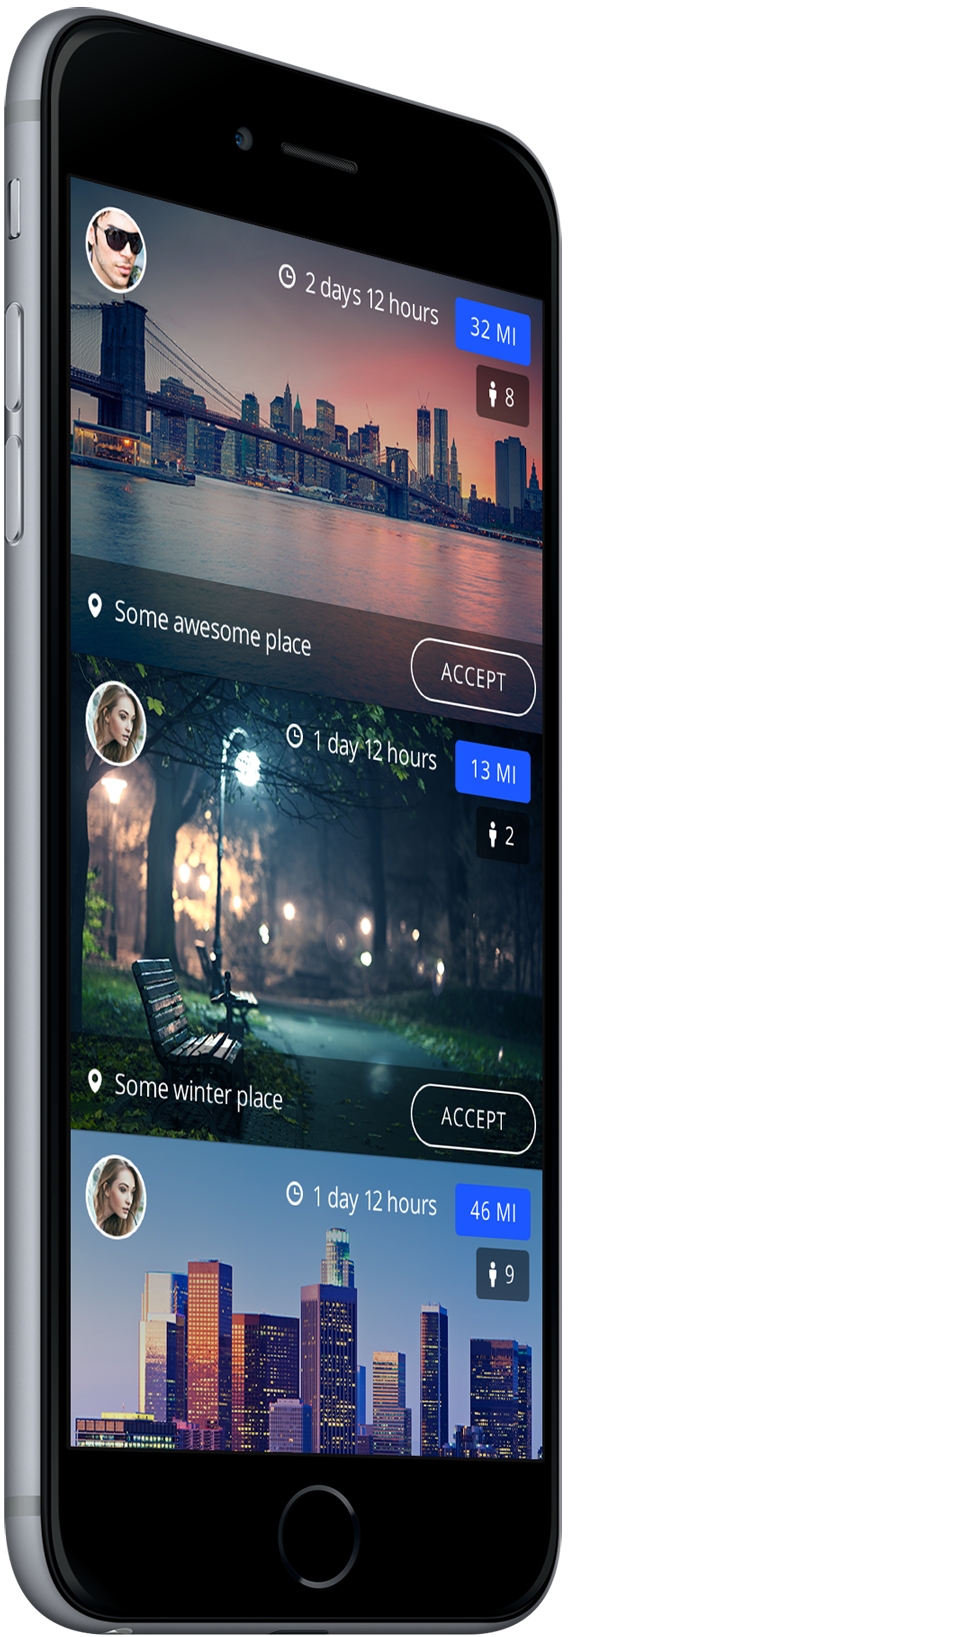 2 days 12 hours
32 MI
8
Some awesome place
ACCEPT
1 day 12 hours
13 MI
2
Some winter place
ACCEPT
1 day 12 hours
46 MI
9